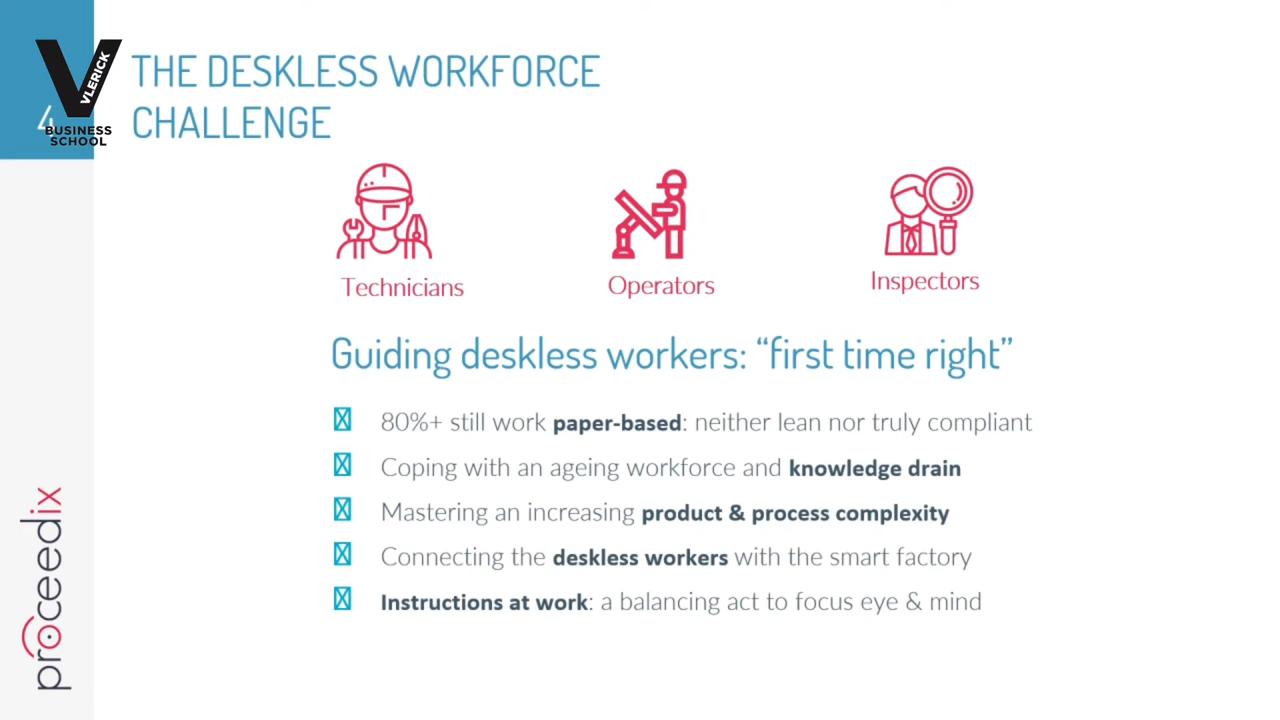 VLERICK
BUSINESS
SCHOOL
4
THE DESKLESS WORKFORCE
CHALLENGE
Technicians
Operators
Inspectors
Guiding deskless workers: “first time right”
80%+ still work paper-based: neither lean nor truly compliant
Coping with an ageing workforce and knowledge drain
Mastering an increasing product & process complexity
Connecting the deskless workers with the smart factory
Instructions at work: a balancing act to focus eye & mind
proceedix